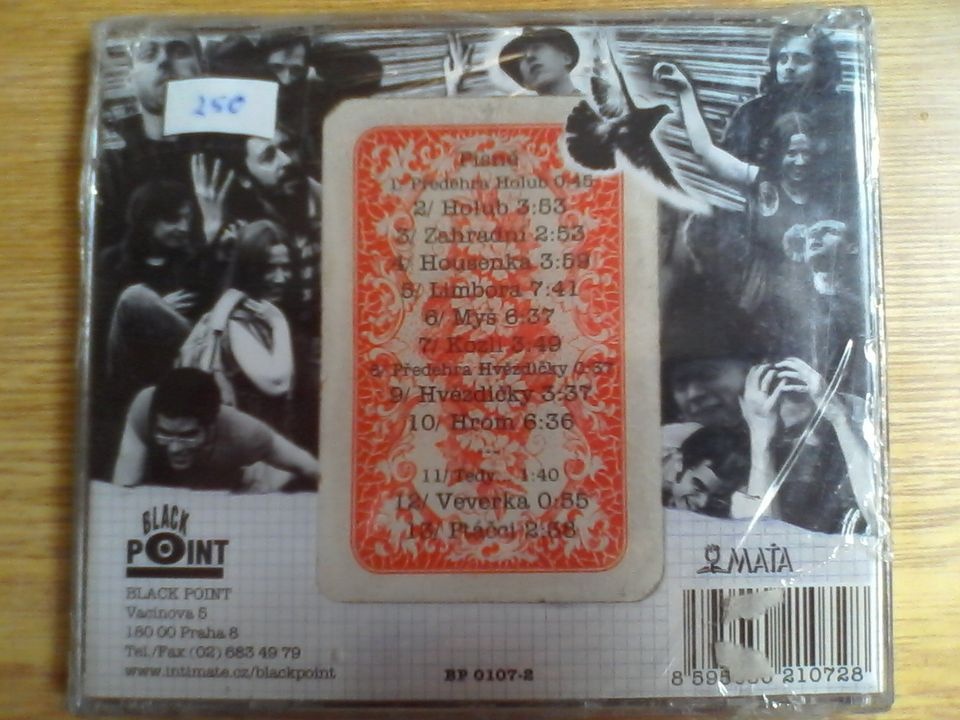 250
Písně
1/ Předehra Holub 0:45
2/ Holub 3:53
3/ Zahradní 2:53
4/ Housenka 3:59
5/ Limbora 7:41
6/ Myš 6:37
7/ Kozlí 3:49
8/ Předehra Hvězdičky 0:37
9/ Hvězdičky 3:37
10/ Hrom 6:36
---
11/ Tedy... 1:40
12/ Veverka 0:55
13/ Ptáčci 2:38
BLACK
POINT
MAŤA
BLACK POINT
Vacínova 5
180 00 Praha 8
Tel./Fax (02) 683 49 79
www.intimate.cz/blackpoint
BP 0107-2
210728